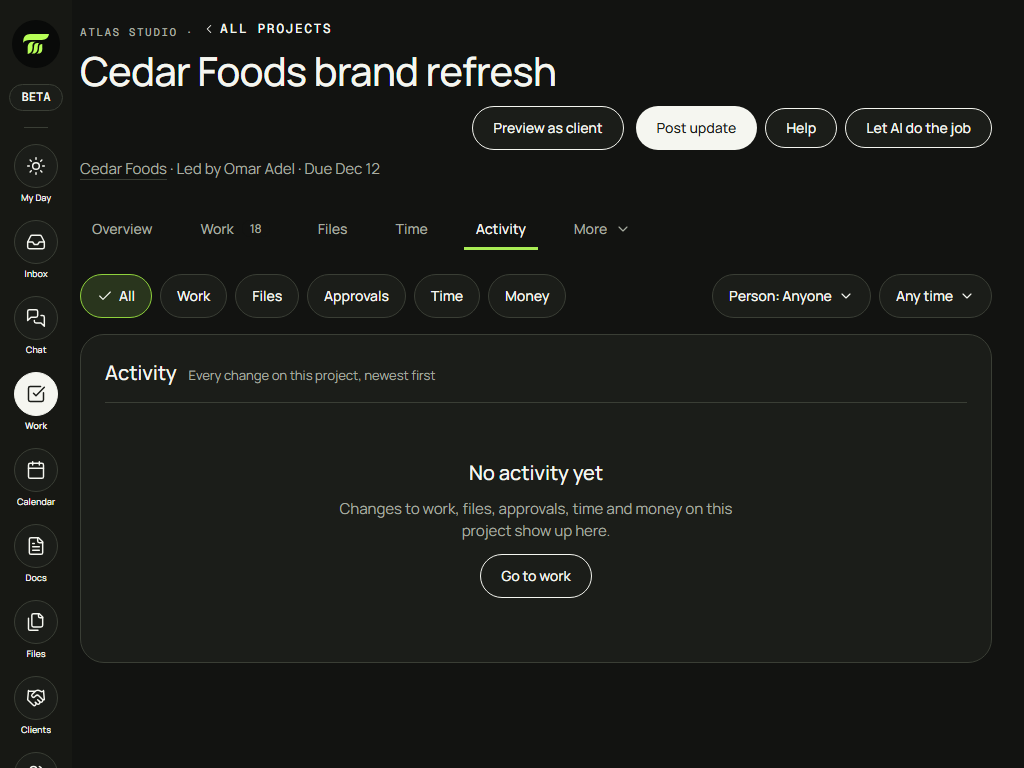 ATLAS STUDIO · ALL PROJECTS
Cedar Foods brand refresh
BETA
Preview as client
Post update
Help
Let AI do the job
Cedar Foods · Led by Omar Adel · Due Dec 12
My Day
Inbox
Chat
Work
Calendar
Docs
Files
Clients
Overview
Work 18
Files
Time
Activity
More
All
Work
Files
Approvals
Time
Money
Person: Anyone
Any time
Activity Every change on this project, newest first
No activity yet
Changes to work, files, approvals, time and money on this
project show up here.
Go to work